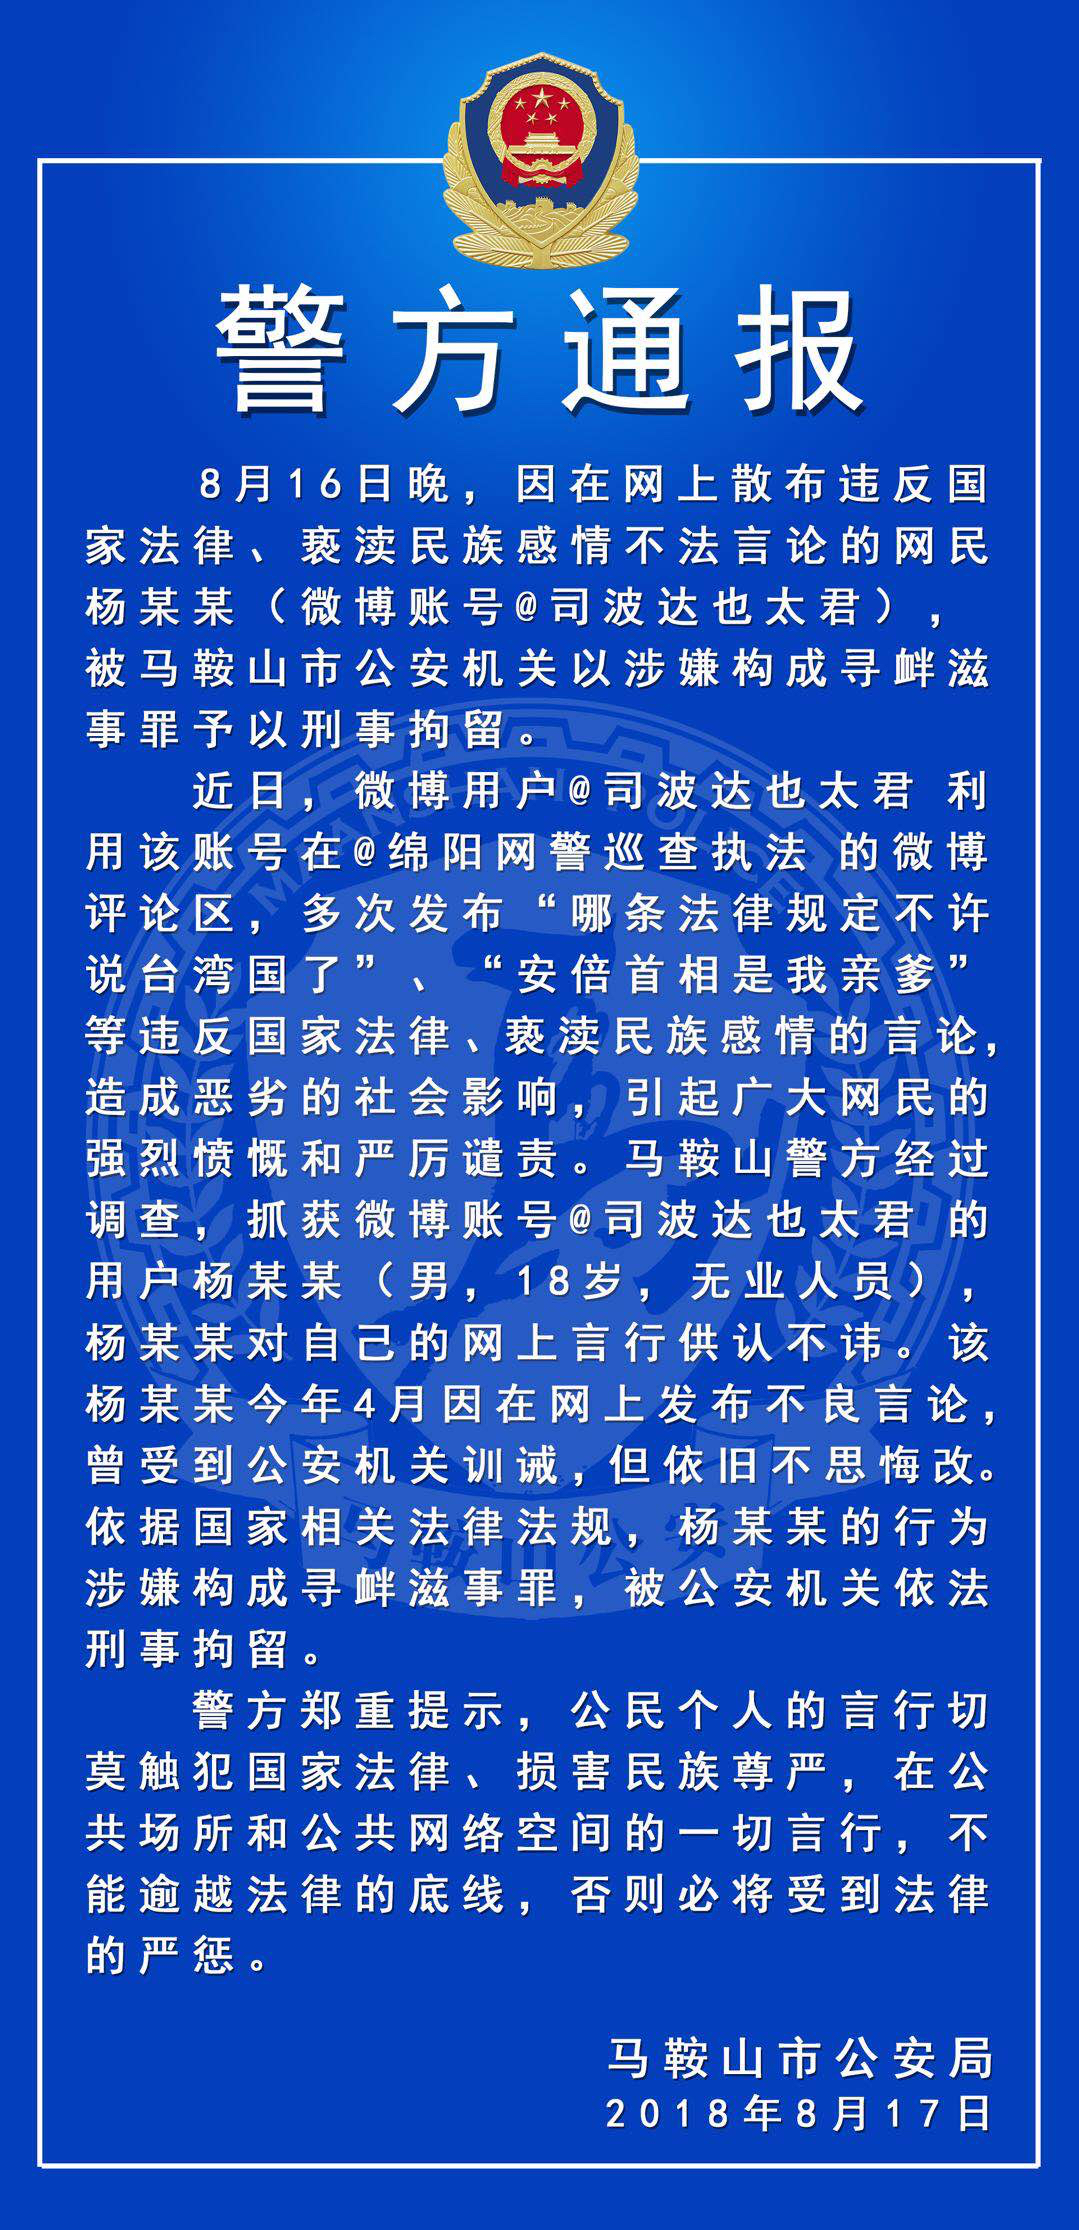 警方通报
8月16日晚，因在网上散布违反国
家法律、亵渎民族感情不法言论的网民
杨某某（微博账号@司波达也太君），
被马鞍山市公安机关以涉嫌构成寻衅滋
事罪予以刑事拘留。
近日，微博用户@司波达也太君 利
用该账号在@绵阳网警巡查执法 的微博
评论区，多次发布“哪条法律规定不许
说台湾国了”、“安倍首相是我亲爹”
等违反国家法律、亵渎民族感情的言论，
造成恶劣的社会影响，引起广大网民的
强烈愤慨和严厉谴责。马鞍山警方经过
调查，抓获微博账号@司波达也太君 的
用户杨某某（男，18岁，无业人员），
杨某某对自己的网上言行供认不讳。该
杨某某今年4月因在网上发布不良言论，
曾受到公安机关训诫，但依旧不思悔改。
依据国家相关法律法规，杨某某的行为
涉嫌构成寻衅滋事罪，被公安机关依法
刑事拘留。
警方郑重提示，公民个人的言行切
莫触犯国家法律、损害民族尊严，在公
共场所和公共网络空间的一切言行，不
能逾越法律的底线，否则必将受到法律
的严惩。
马鞍山市公安局
2018年8月17日
MAANSHAN POLICE
马鞍山公安